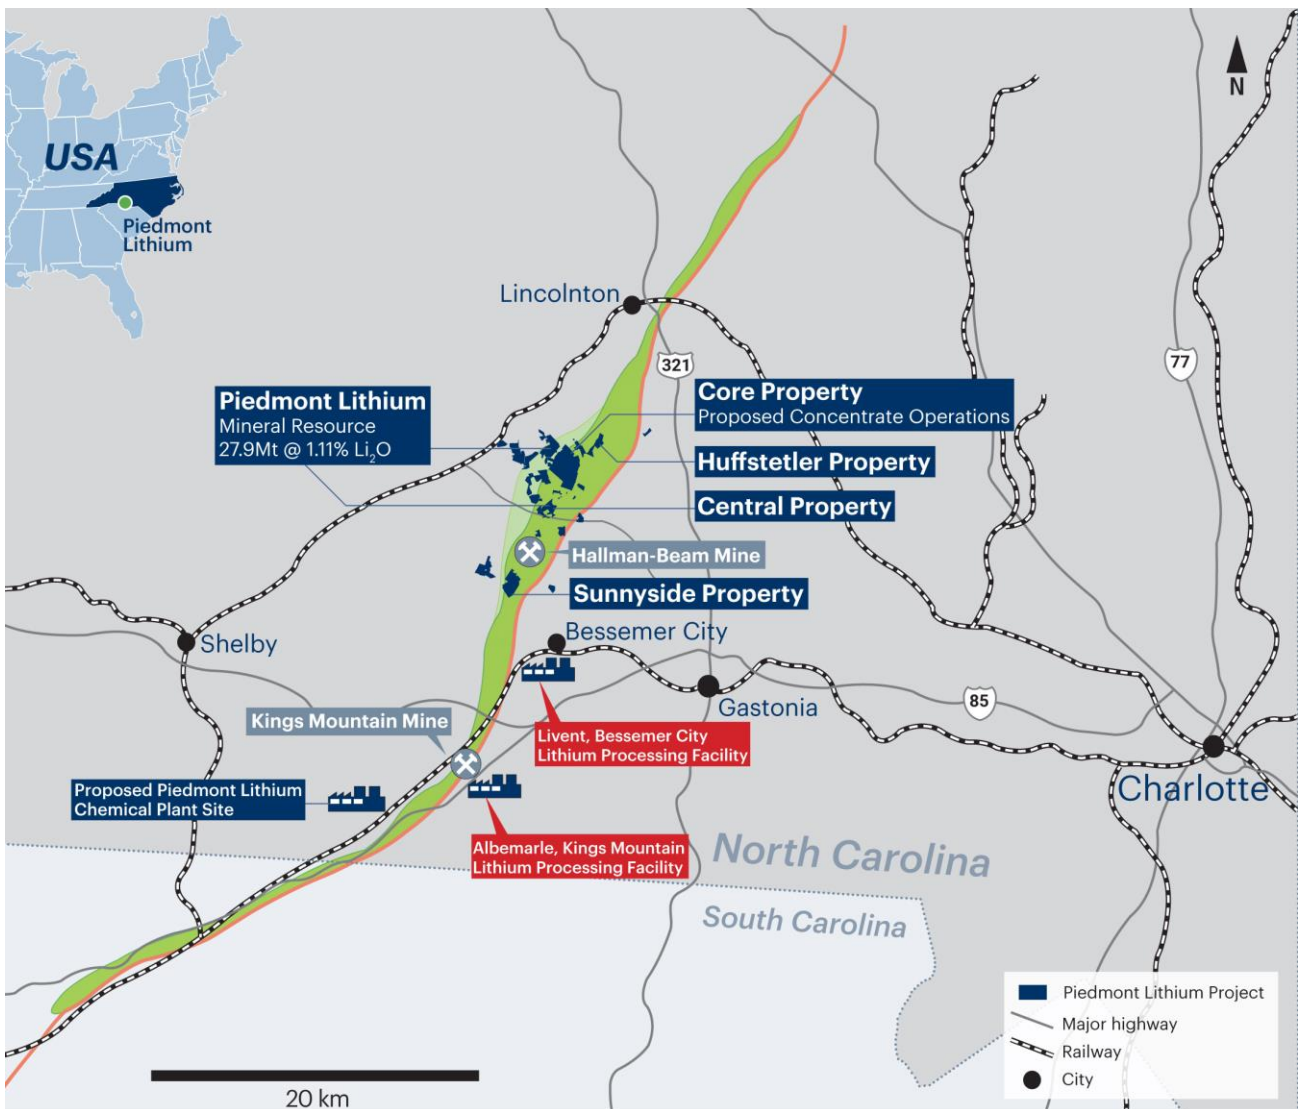 N
USA
Piedmont
Lithium
Lincolnton
321
77
Piedmont Lithium
Mineral Resource
27.9Mt @ 1.11% Li₂O
Core Property
Proposed Concentrate Operations
Huffstetler Property
Central Property
Hallman-Beam Mine
Sunnyside Property
Shelby
Bessemer City
Gastonia
85
Kings Mountain Mine
Livent, Bessemer City
Lithium Processing Facility
Proposed Piedmont Lithium
Chemical Plant Site
Charlotte
Albemarle, Kings Mountain
Lithium Processing Facility
North Carolina
South Carolina
Piedmont Lithium Project
Major highway
Railway
City
20 km